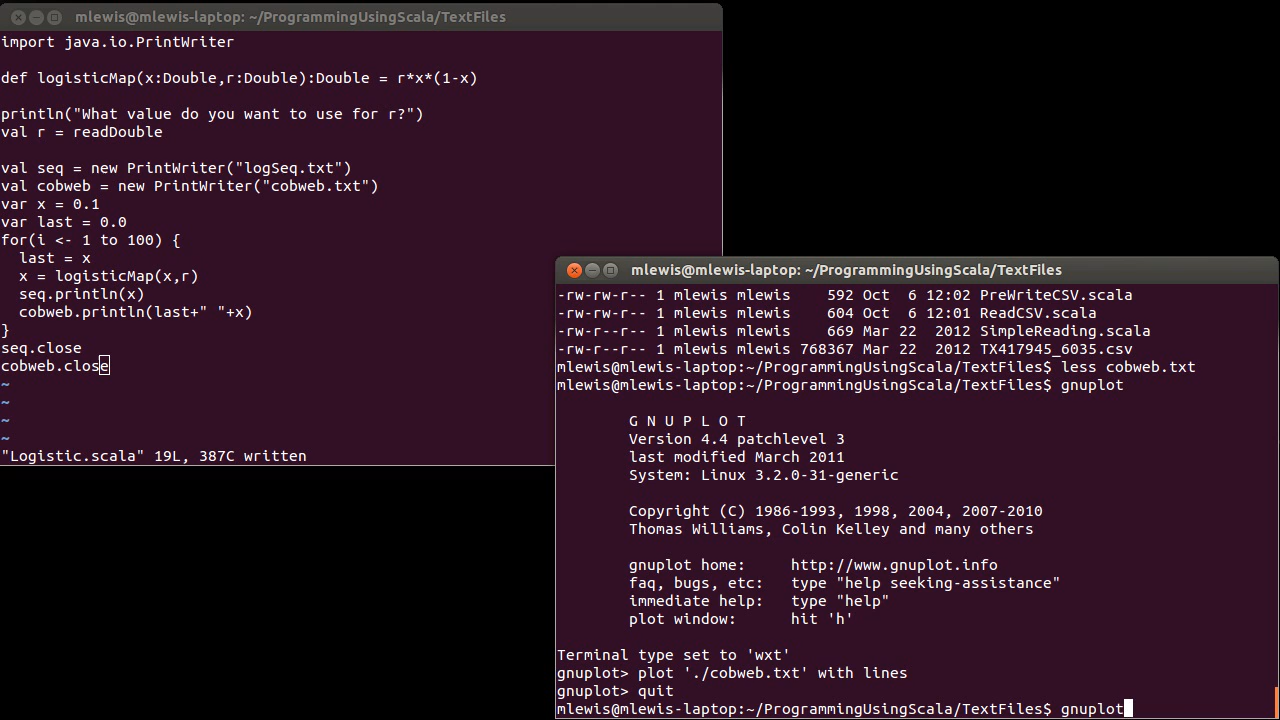 mlewis@mlewis-laptop: ~/ProgrammingUsingScala/TextFiles
import java.io.PrintWriter
def logisticMap(x:Double,r:Double):Double = r*x*(1-x)
println("What value do you want to use for r?")
val r = readDouble
val seq = new PrintWriter("logSeq.txt")
val cobweb = new PrintWriter("cobweb.txt")
var x = 0.1
var last = 0.0
for(i <- 1 to 100) {
  last = x
  x = logisticMap(x,r)
  seq.println(x)
  cobweb.println(last+" "+x)
}
seq.close
cobweb.close
~
~
~
~
"Logistic.scala" 19L, 387C written
mlewis@mlewis-laptop: ~/ProgrammingUsingScala/TextFiles
-rw-rw-r-- 1 mlewis mlewis    592 Oct  6 12:02 PreWriteCSV.scala
-rw-rw-r-- 1 mlewis mlewis    604 Oct  6 12:01 ReadCSV.scala
-rw-r--r-- 1 mlewis mlewis    669 Mar 22  2012 SimpleReading.scala
-rw-r--r-- 1 mlewis mlewis 768367 Mar 22  2012 TX417945_6035.csv
mlewis@mlewis-laptop:~/ProgrammingUsingScala/TextFiles$ less cobweb.txt
mlewis@mlewis-laptop:~/ProgrammingUsingScala/TextFiles$ gnuplot
G N U P L O T
Version 4.4 patchlevel 3
last modified March 2011
System: Linux 3.2.0-31-generic
Copyright (C) 1986-1993, 1998, 2004, 2007-2010
Thomas Williams, Colin Kelley and many others
gnuplot home:     http://www.gnuplot.info
faq, bugs, etc:   type "help seeking-assistance"
immediate help:   type "help"
plot window:      hit 'h'
Terminal type set to 'wxt'
gnuplot> plot './cobweb.txt' with lines
gnuplot> quit
mlewis@mlewis-laptop:~/ProgrammingUsingScala/TextFiles$ gnuplot